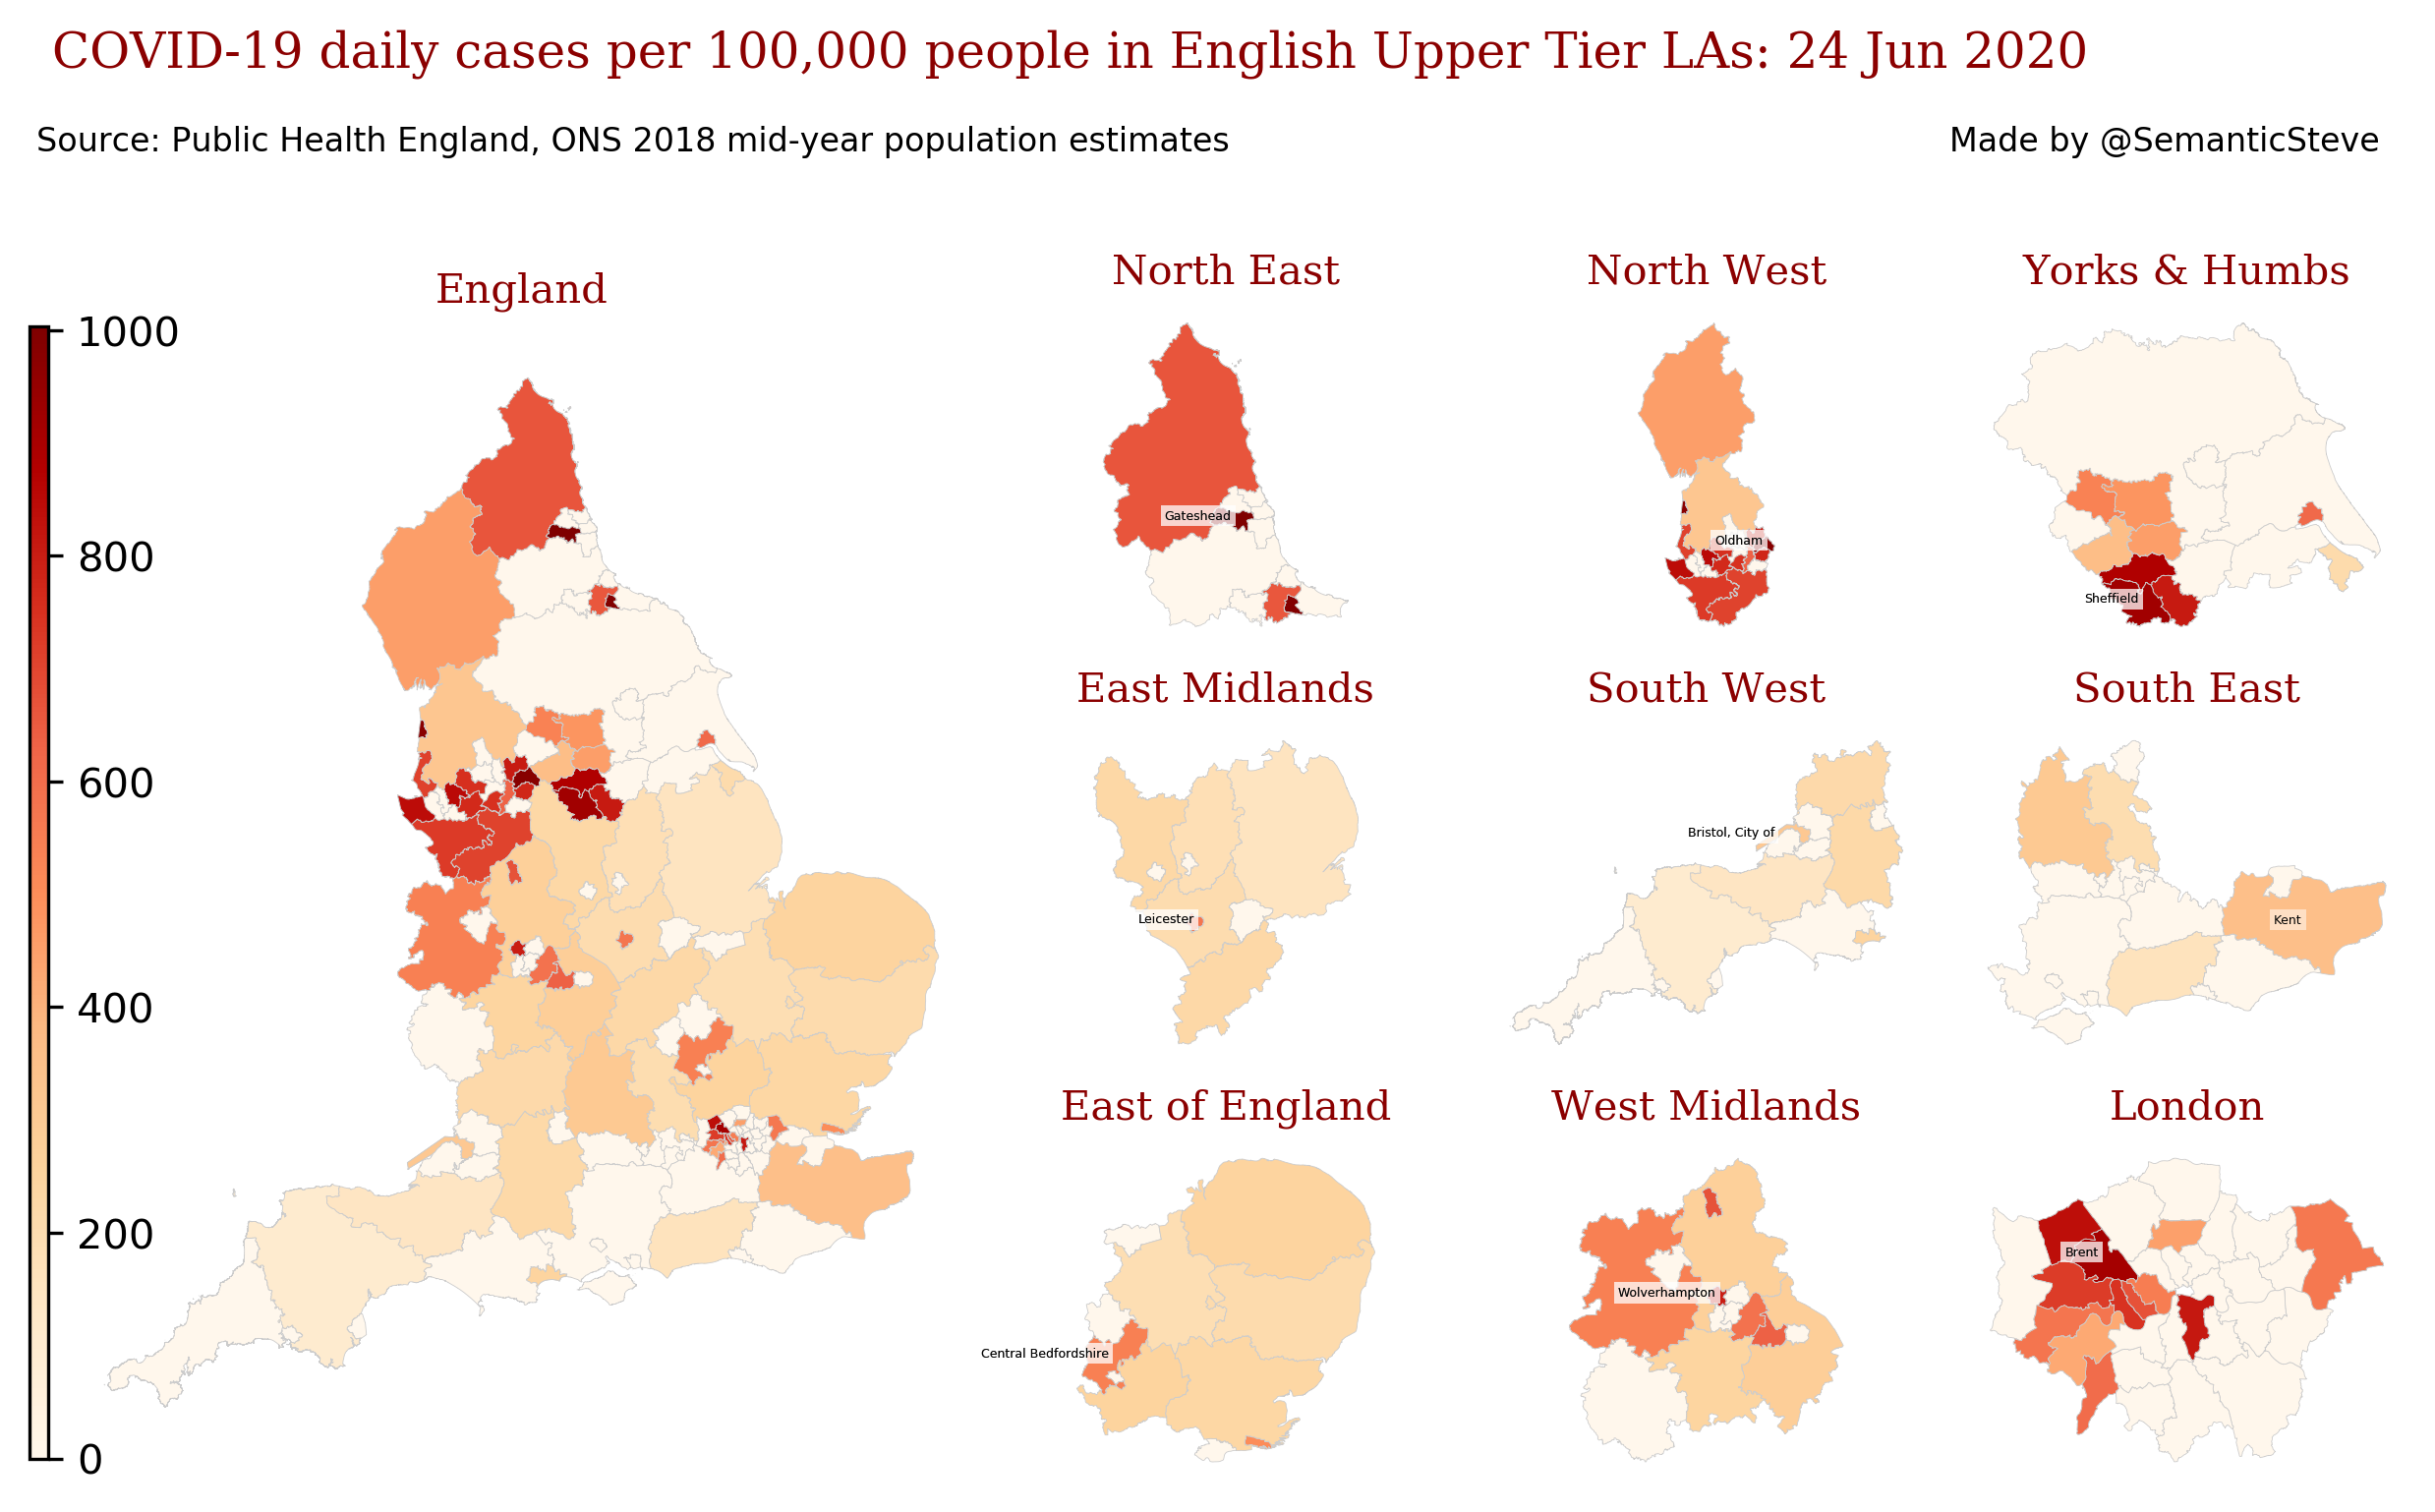 COVID-19 daily cases per 100,000 people in English Upper Tier LAs: 24 Jun 2020
Source: Public Health England, ONS 2018 mid-year population estimates
Made by @SemanticSteve
England
1000
800
600
400
200
0
North East
Gateshead
North West
Oldham
Yorks & Humbs
Sheffield
East Midlands
Leicester
South West
Bristol, City of
South East
Kent
East of England
Central Bedfordshire
West Midlands
Wolverhampton
London
Brent